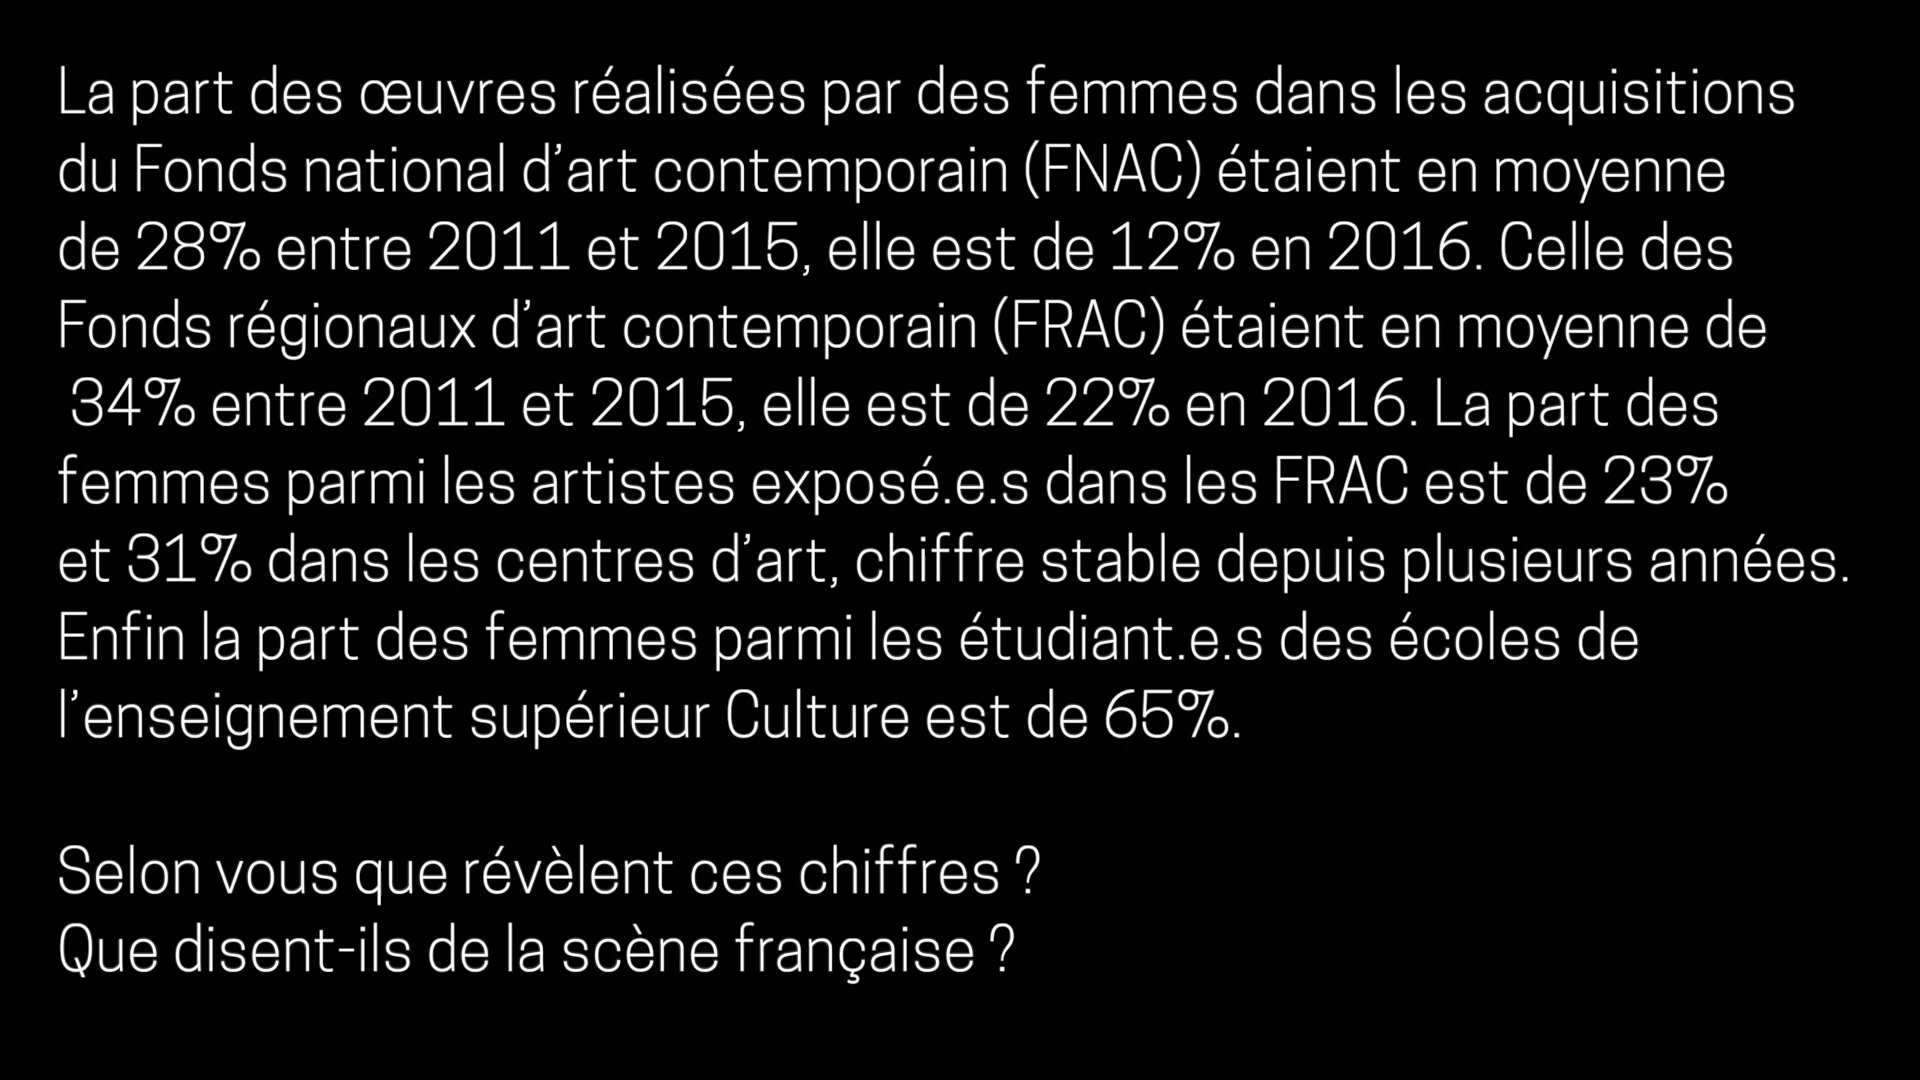 La part des œuvres réalisées par des femmes dans les acquisitions
du Fonds national d’art contemporain (FNAC) étaient en moyenne
de 28% entre 2011 et 2015, elle est de 12% en 2016. Celle des
Fonds régionaux d’art contemporain (FRAC) étaient en moyenne de
34% entre 2011 et 2015, elle est de 22% en 2016. La part des
femmes parmi les artistes exposé.e.s dans les FRAC est de 23%
et 31% dans les centres d’art, chiffre stable depuis plusieurs années.
Enfin la part des femmes parmi les étudiant.e.s des écoles de
l’enseignement supérieur Culture est de 65%.
Selon vous que révèlent ces chiffres ?
Que disent-ils de la scène française ?